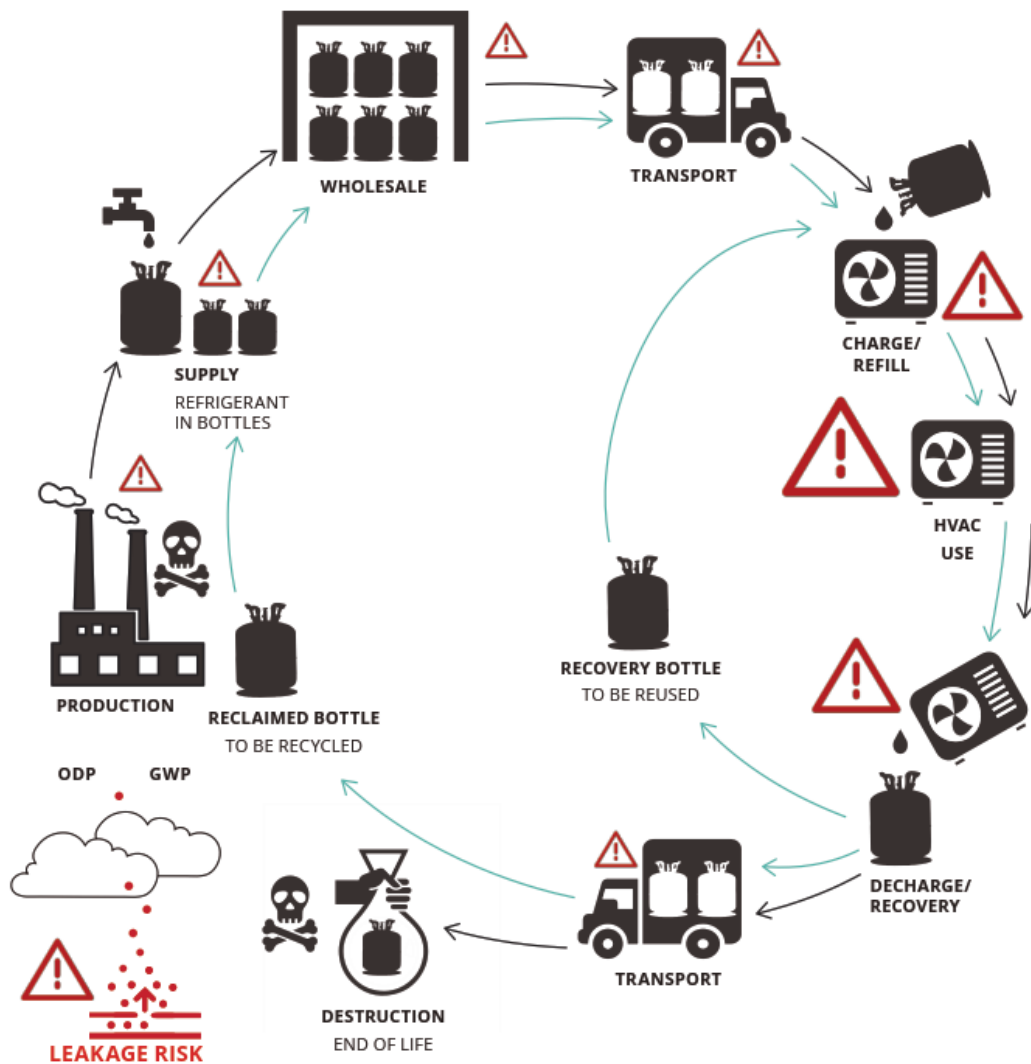 WHOLESALE
TRANSPORT
CHARGE/
REFILL
SUPPLY
REFRIGERANT
IN BOTTLES
HVAC
USE
RECOVERY BOTTLE
TO BE REUSED
PRODUCTION
RECLAIMED BOTTLE
TO BE RECYCLED
ODP GWP
DECHARGE/
RECOVERY
TRANSPORT
DESTRUCTION
END OF LIFE
LEAKAGE RISK